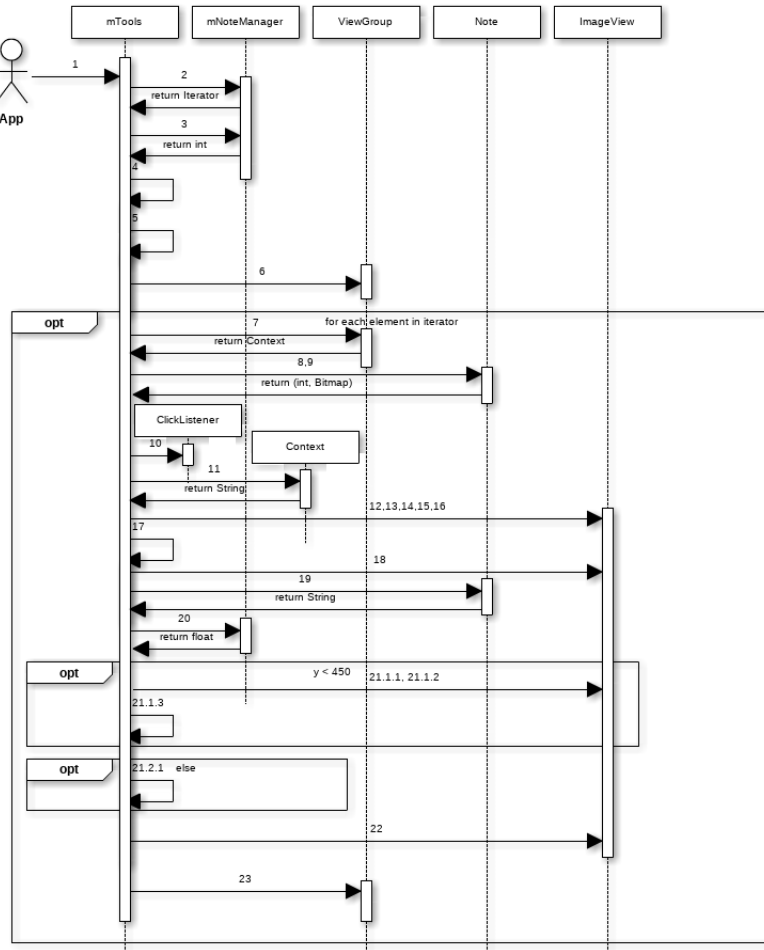 mTools mNoteManager ViewGroup Note ImageView
1
App
2
return Iterator
3
return int
4
5
6
opt
for each element in iterator
7
return Context
8,9
return (int, Bitmap)
ClickListener
10
Context
11
return String
12,13,14,15,16
17
18
19
return String
20
return float
opt
y < 450
21.1.1, 21.1.2
21.1.3
opt
21.2.1 else
22
23